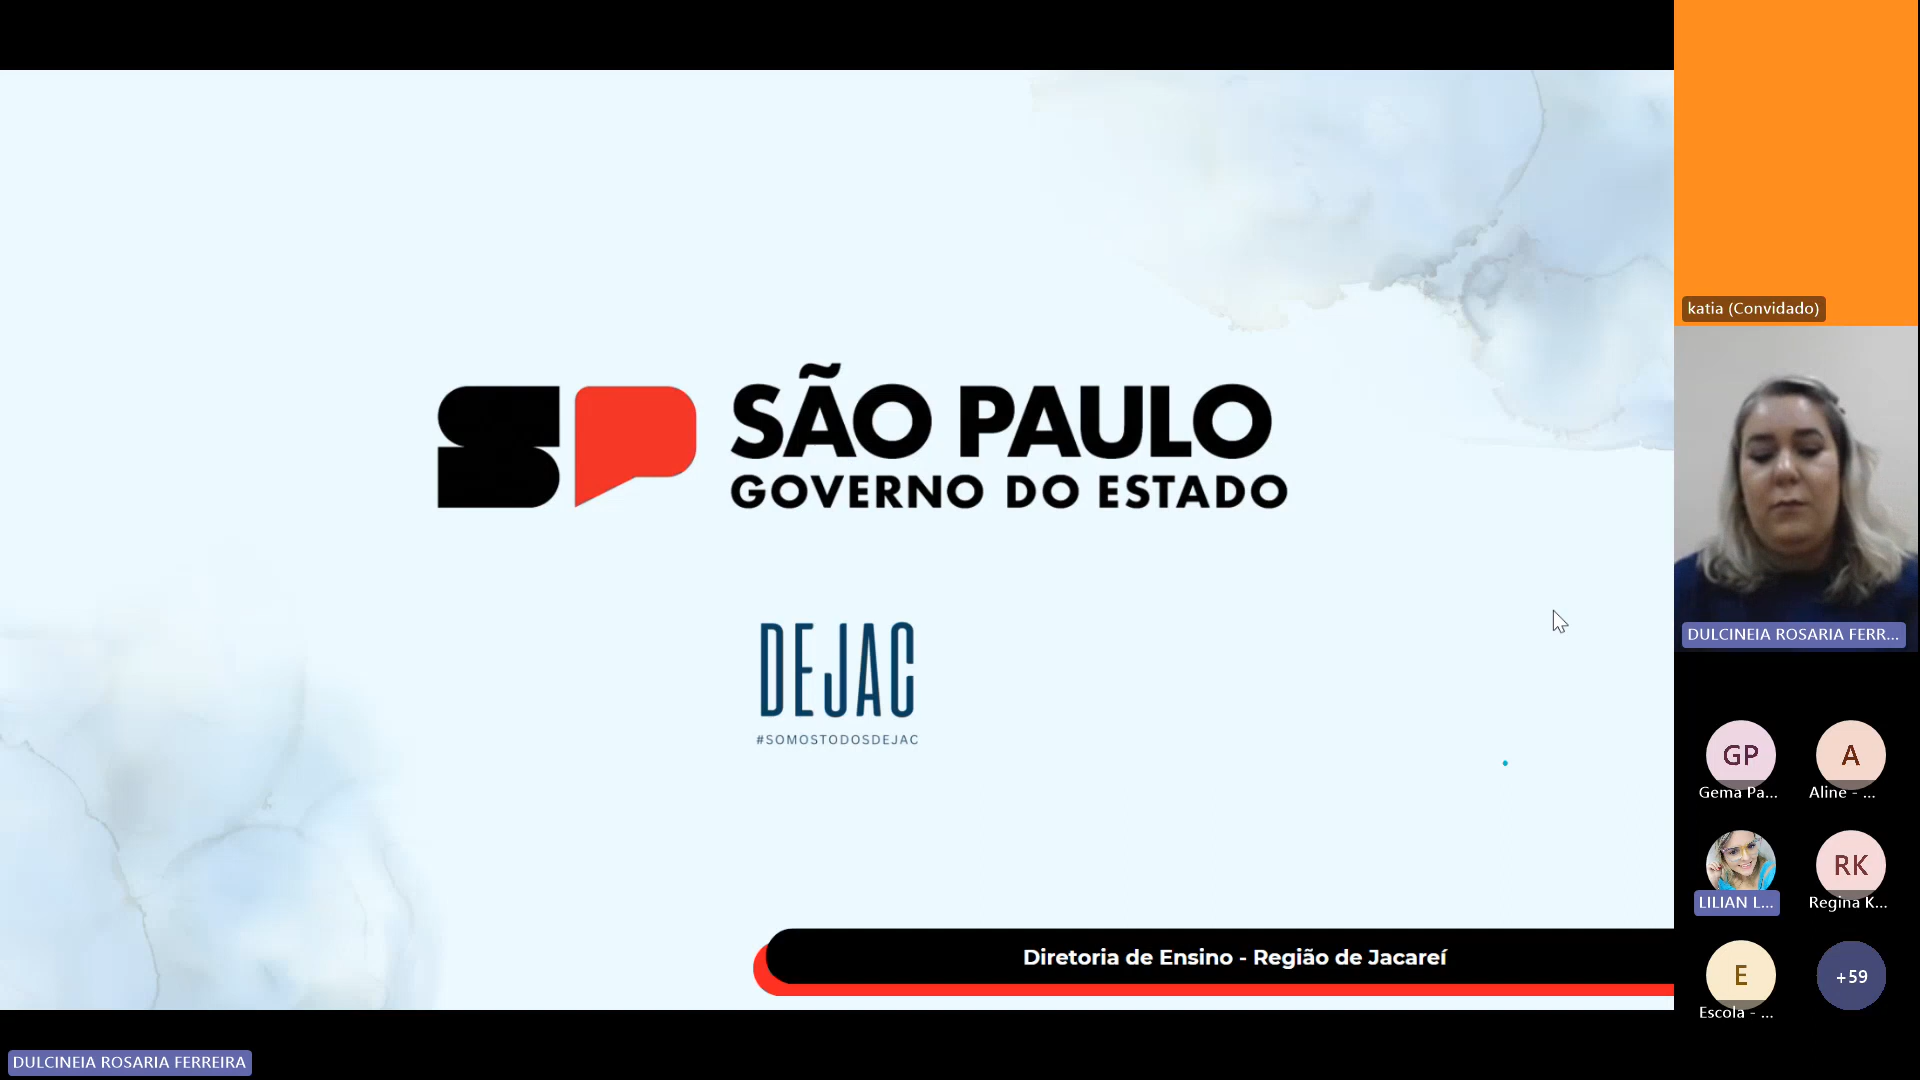 SÃO PAULO
GOVERNO DO ESTADO
DEJAC
#SOMOSTODOSDEJAC
Diretoria de Ensino - Região de Jacareí
DULCINEIA ROSARIA FERREIRA
katia (Convidado)
DULCINEIA ROSARIA FERR...
GP
Gema Pa...
A
Aline - ...
LILIAN L...
RK
Regina K...
E
Escola - ...
+59